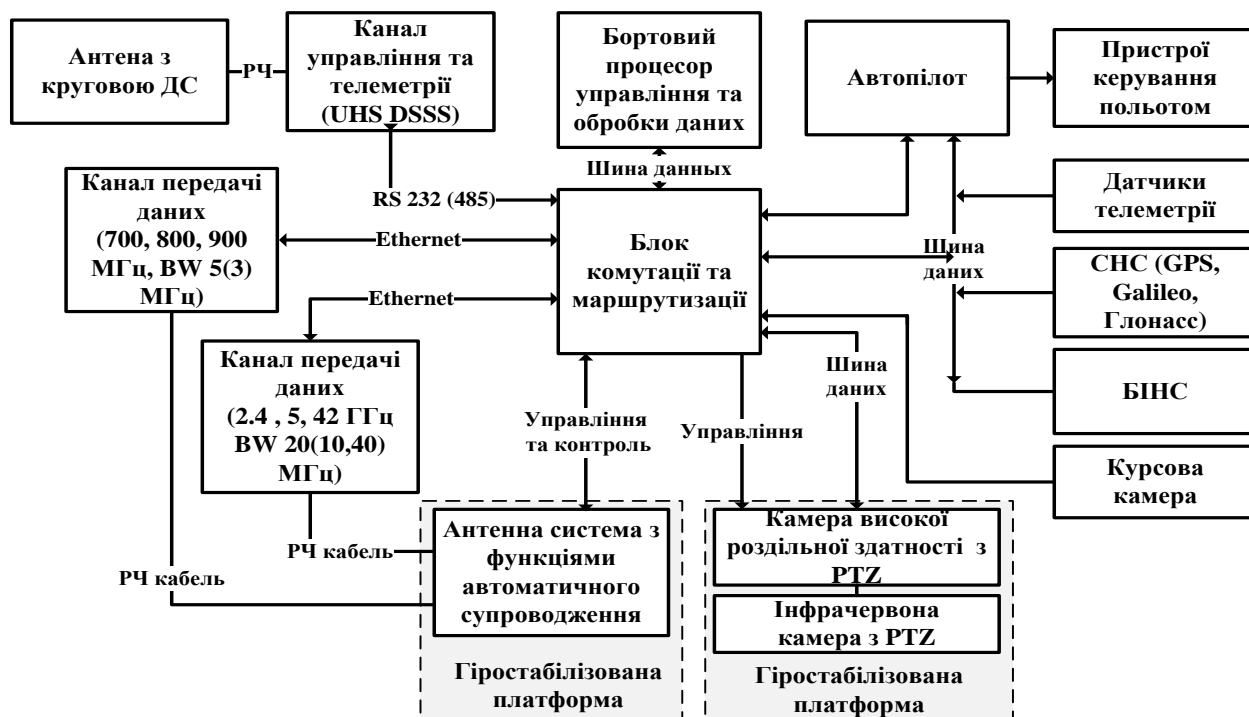 Антена з
круговою ДС
РЧ
Канал
управління та
телеметрії
(UHS DSSS)
Бортовий
процесор
управління та
обробки даних
Автопілот
Пристрої
керування
польотом
Шина данных
Канал передачі
даних
(700, 800, 900
МГц, BW 5(3)
МГц)
RS 232 (485)
Ethernet
Ethernet
Блок
комутації та
маршрутизації
Шина
даних
Датчики
телеметрії
СНС (GPS,
Galileo,
Глонасс)
БІНС
Курсова
камера
Канал передачі
даних
(2.4 , 5, 42 ГГц
BW 20(10,40)
МГц)
Управління
та контроль
Управління
Шина
даних
РЧ кабель
РЧ кабель
Антенна система з
функціями
автоматичного
супроводження
Гіростабілізована
платформа
Камера високої
роздільної здатності з
PTZ
Інфрачервона
камера з PTZ
Гіростабілізована
платформа